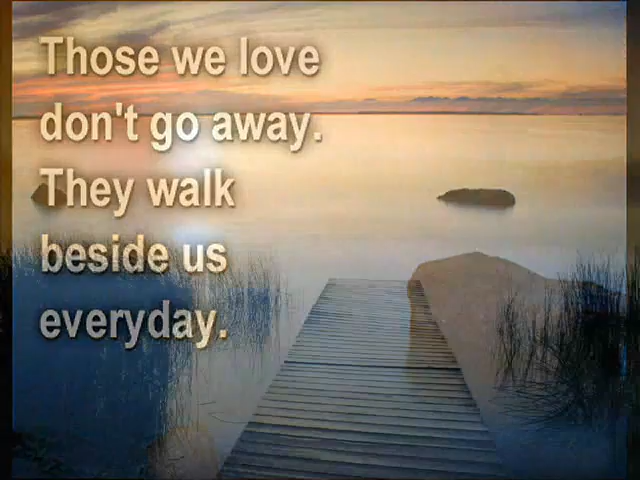 Those we love
don't go away.
They walk
beside us
everyday.